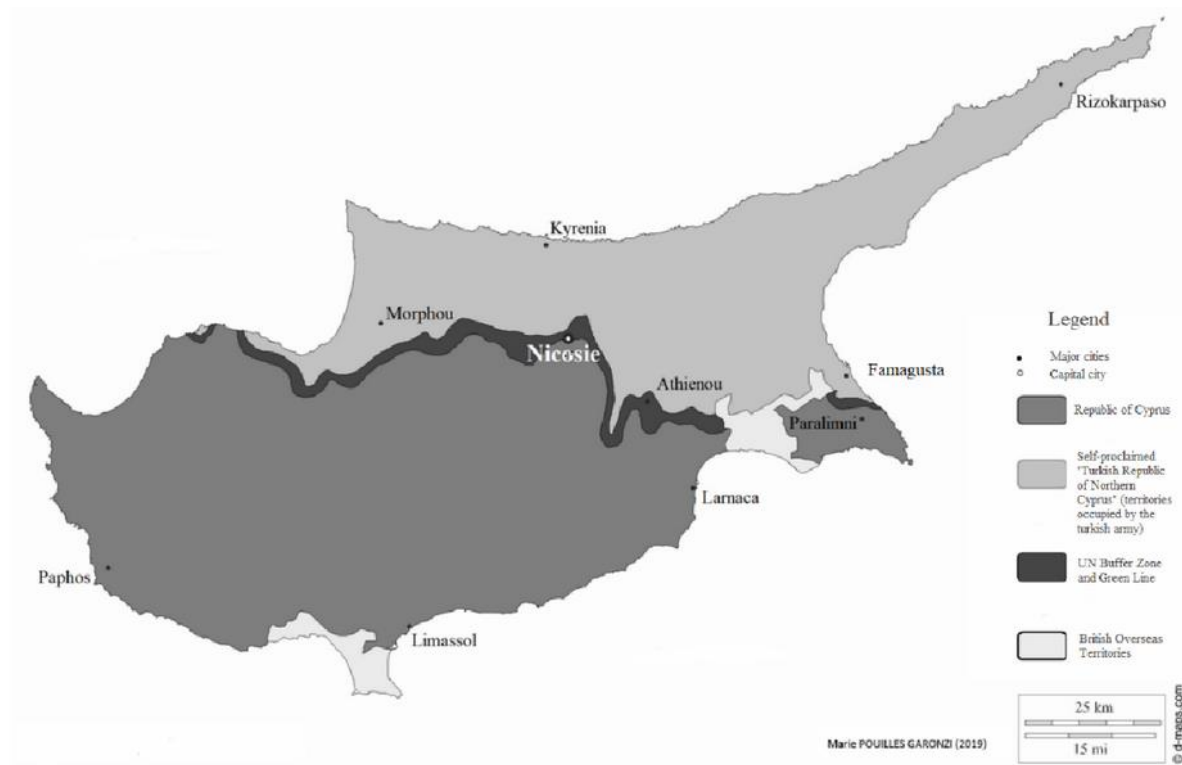 Rizokarpaso
Kyrenia
Morphou
Nicosie
Athienou
Famagusta
Paralimni
Larnaca
Paphos
Limassol
Legend
Major cities
Capital city
Republic of Cyprus
Self-proclaimed
"Turkish Republic
of Northern
Cyprus" (territories
occupied by the
turkish army)
UN Buffer Zone
and Green Line
British Overseas
Territories
25 km
15 mi
Marie POUILLES GARONZI (2019)
© d-maps.com